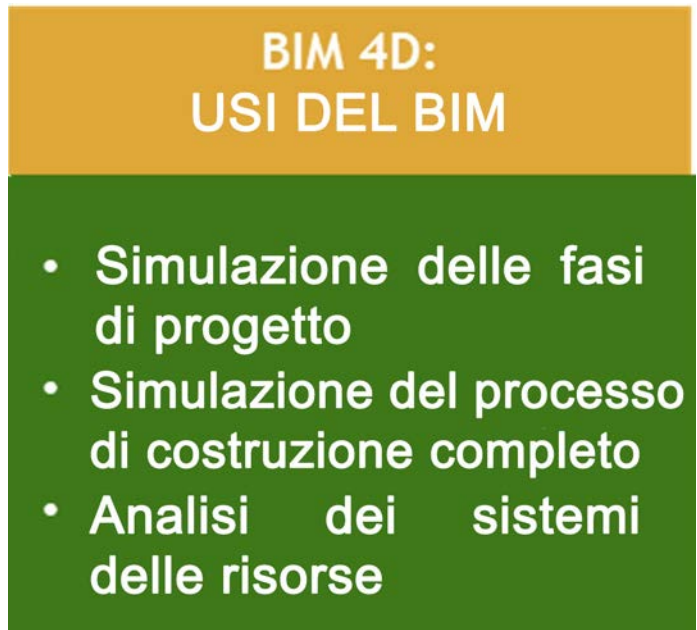 BIM 4D:
USI DEL BIM
• Simulazione delle fasi
di progetto
• Simulazione del processo
di costruzione completo
• Analisi dei sistemi
delle risorse